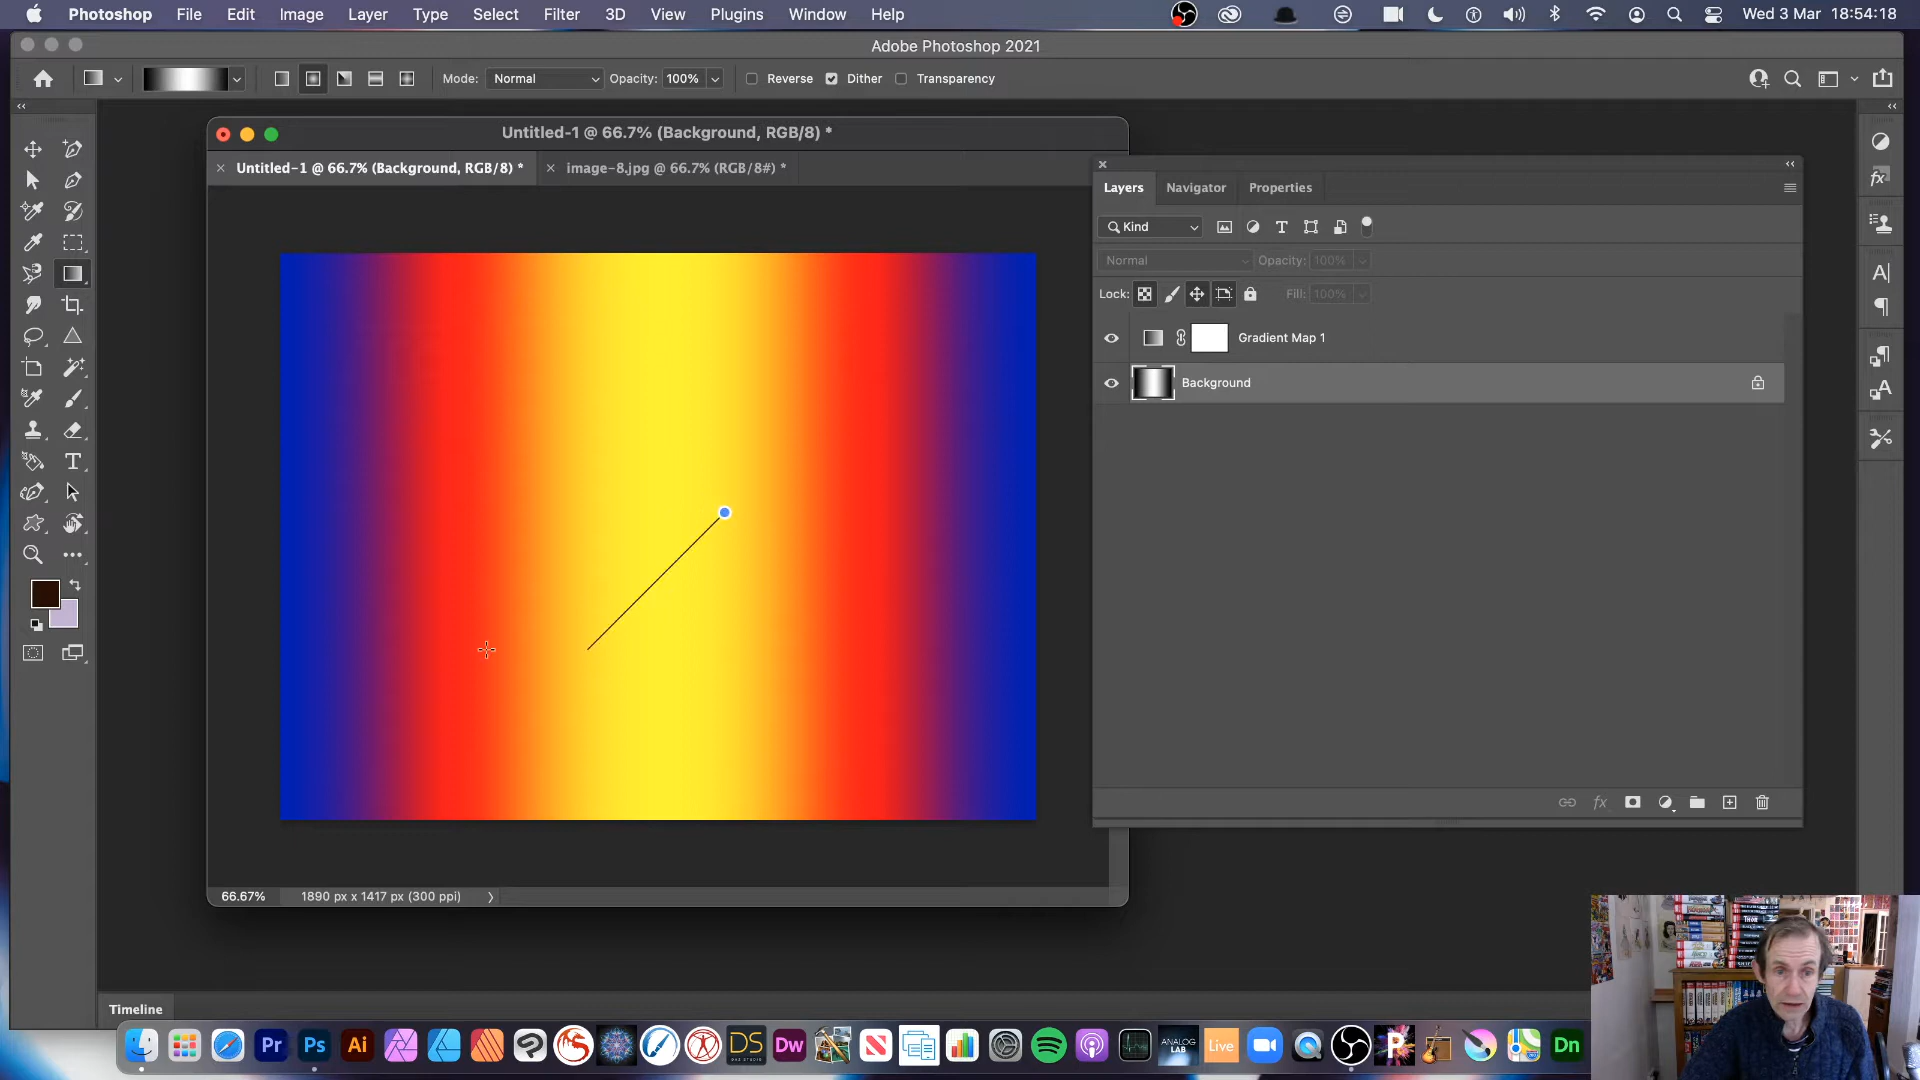 Photoshop File Edit Image Layer Type Select Filter 3D View Plugins Window Help Wed 3 Mar 18:54:18
Adobe Photoshop 2021
Mode: Normal Opacity: 100% Reverse Dither Transparency
Untitled-1 @ 66.7% (Background, RGB/8) *
Untitled-1 @ 66.7% (Background, RGB/8) * image-8.jpg @ 66.7% (RGB/8#) *
Layers Navigator Properties
Kind
Normal Opacity: 100%
Lock: Fill: 100%
Gradient Map 1
Background
66.67% 1890 px x 1417 px (300 ppi)
Timeline
Pr Ps Ai DS Dw ANALOG LAB Live P Dn